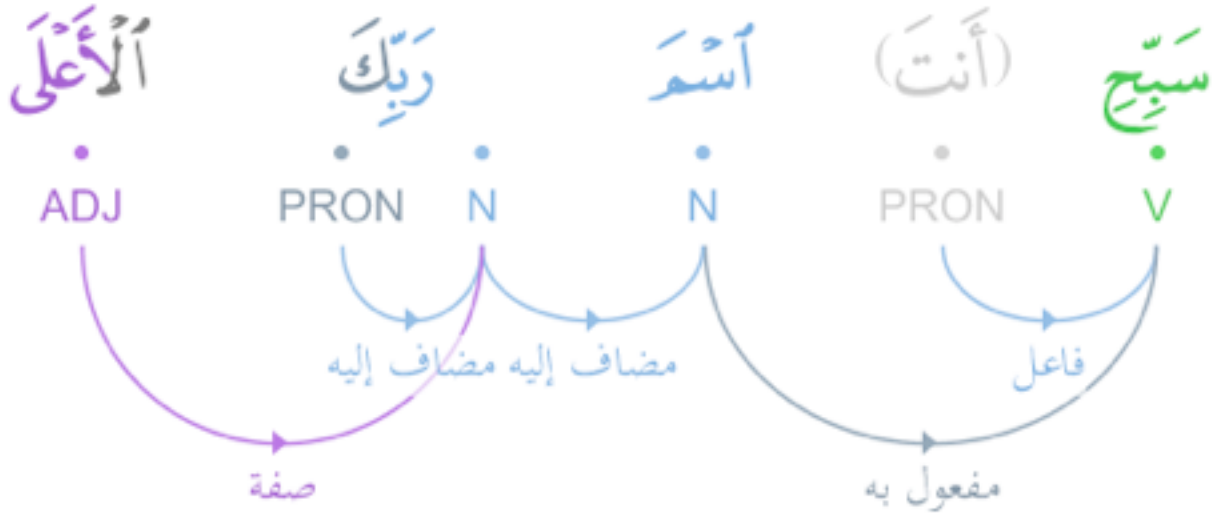 سَبِّحِ (أَنتَ) ٱسْمَ رَبِّكَ ٱلْأَعْلَى
V PRON N N PRON ADJ
فاعل مضاف إليه مضاف إليه
مفعول به صفة